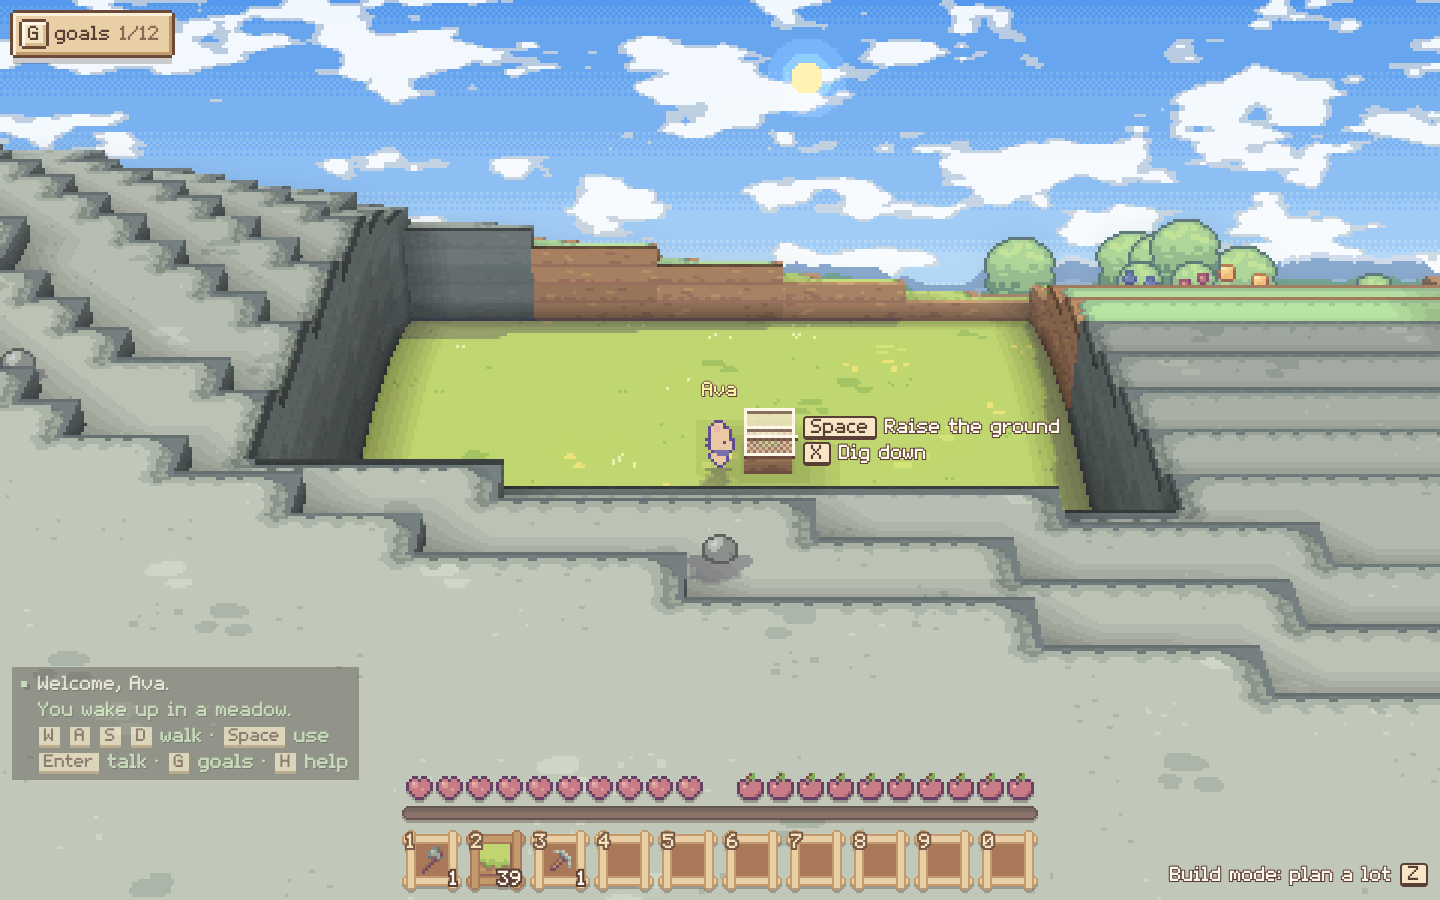 G goals 1/12
Ava
Space Raise the ground
X Dig down
Welcome, Ava.
You wake up in a meadow.
W A S D walk · Space use
Enter talk · G goals · H help
1 2 3 4 5 6 7 8 9 0
1 39 1
Build mode: plan a lot Z